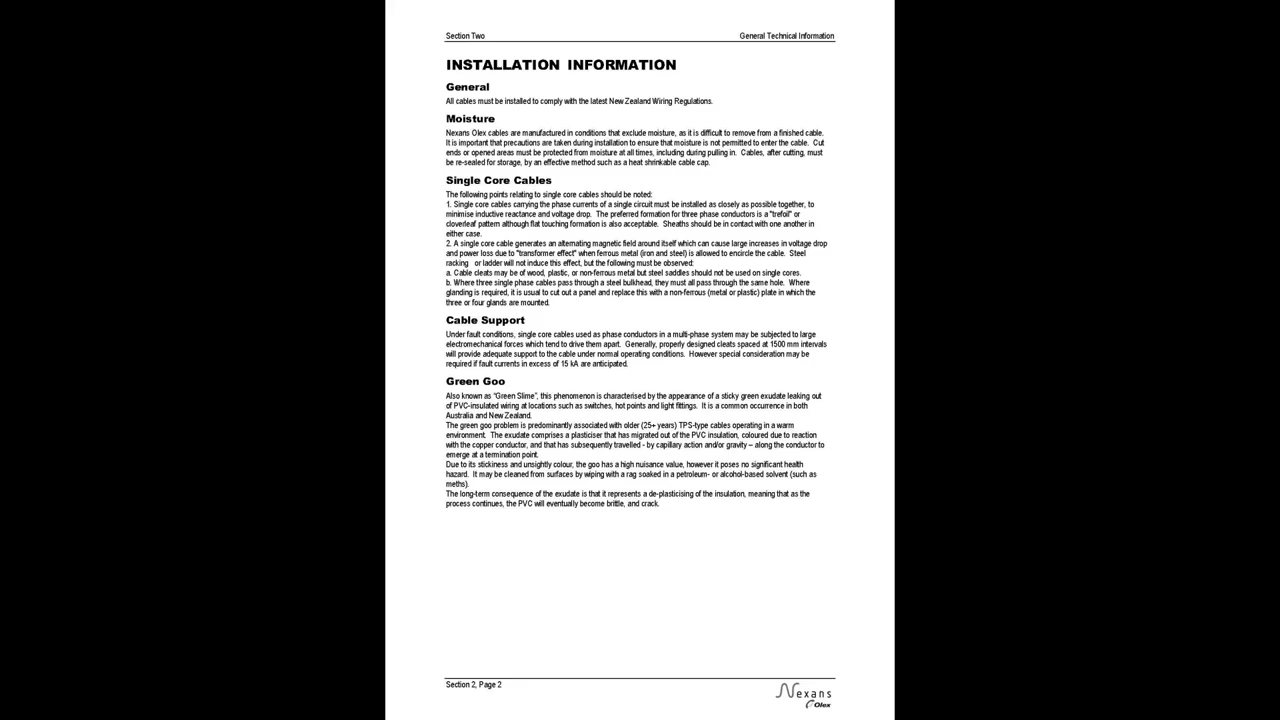 Section Two
General Technical Information
INSTALLATION INFORMATION
General
All cables must be installed to comply with the latest New Zealand Wiring Regulations.
Moisture
Nexans Olex cables are manufactured in conditions that exclude moisture, as it is difficult to remove from a finished cable.
It is important that precautions are taken during installation to ensure that moisture is not permitted to enter the cable. Cut
ends or opened areas must be protected from moisture at all times, including during pulling in. Cables, after cutting, must
be re-sealed for storage, by an effective method such as a heat shrinkable cable cap.
Single Core Cables
The following points relating to single core cables should be noted:
1. Single core cables carrying the phase currents of a single circuit must be installed as closely as possible together, to
minimise inductive reactance and voltage drop. The preferred formation for three phase conductors is a "trefoil" or
cloverleaf pattern although flat touching formation is also acceptable. Sheaths should be in contact with one another in
either case.
2. A single core cable generates an alternating magnetic field around itself which can cause large increases in voltage drop
and power loss due to "transformer effect" when ferrous metal (iron and steel) is allowed to encircle the cable. Steel
racking or ladder will not induce this effect, but the following must be observed:
a. Cable cleats may be of wood, plastic, or non-ferrous metal but steel saddles should not be used on single cores.
b. Where three single phase cables pass through a steel bulkhead, they must all pass through the same hole. Where
glanding is required, it is usual to cut out a panel and replace this with a non-ferrous (metal or plastic) plate in which the
three or four glands are mounted.
Cable Support
Under fault conditions, single core cables used as phase conductors in a multi-phase system may be subjected to large
electromechanical forces which tend to drive them apart. Generally, properly designed cleats spaced at 1500 mm intervals
will provide adequate support to the cable under normal operating conditions. However special consideration may be
required if fault currents in excess of 15 kA are anticipated.
Green Goo
Also known as "Green Slime", this phenomenon is characterised by the appearance of a sticky green exudate leaking out
of PVC-insulated wiring at locations such as switches, hot points and light fittings. It is a common occurrence in both
Australia and New Zealand.
The green goo problem is predominantly associated with older (25+ years) TPS-type cables operating in a warm
environment. The exudate comprises a plasticiser that has migrated out of the PVC insulation, coloured due to reaction
with the copper conductor, and that has subsequently travelled - by capillary action and/or gravity – along the conductor to
emerge at a termination point.
Due to its stickiness and unsightly colour, the goo has a high nuisance value, however it poses no significant health
hazard. It may be cleaned from surfaces by wiping with a rag soaked in a petroleum- or alcohol-based solvent (such as
meths).
The long-term consequence of the exudate is that it represents a de-plasticising of the insulation, meaning that as the
process continues, the PVC will eventually become brittle, and crack.
Section 2, Page 2
Nexans
Olex